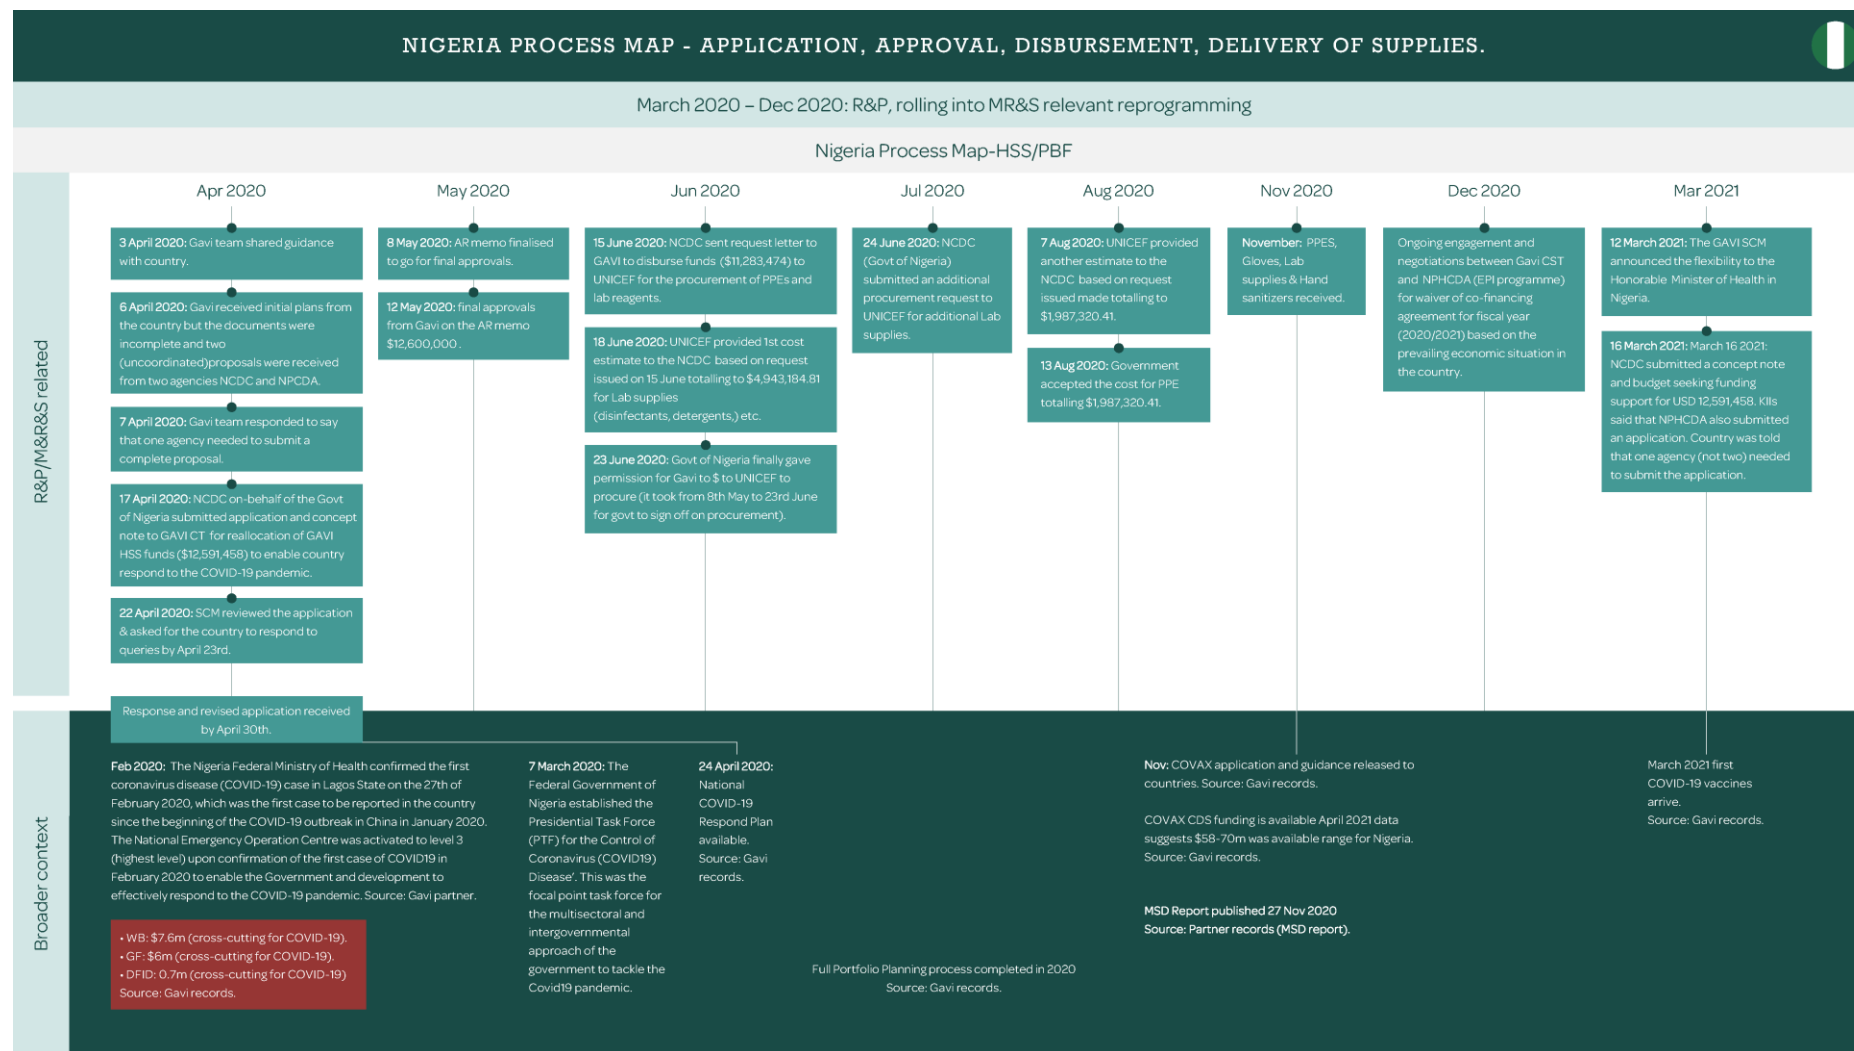 NIGERIA PROCESS MAP - APPLICATION, APPROVAL, DISBURSEMENT, DELIVERY OF SUPPLIES.
March 2020 – Dec 2020: R&P, rolling into MR&S relevant reprogramming
Nigeria Process Map-HSS/PBF
R&P/M&R&S related
Apr 2020
3 April 2020: Gavi team shared guidance
with country.
6 April 2020: Gavi received initial plans from
the country but the documents were
incomplete and two
(uncoordinated)proposals were received
from two agencies NCDC and NPCDA.
7 April 2020: Gavi team responded to say
that one agency needed to submit a
complete proposal.
17 April 2020: NCDC on-behalf of the Govt
of Nigeria submitted application and concept
note to GAVI CT for reallocation of GAVI
HSS funds ($12,591,458) to enable country
respond to the COVID-19 pandemic.
22 April 2020: SCM reviewed the application
& asked for the country to respond to
queries by April 23rd.
Response and revised application received
by April 30th.
May 2020
8 May 2020: AR memo finalised
to go for final approvals.
12 May 2020: final approvals
from Gavi on the AR memo
$12,600,000 .
Jun 2020
15 June 2020: NCDC sent request letter to
GAVI to disburse funds ($11,283,474) to
UNICEF for the procurement of PPEs and
lab reagents.
18 June 2020: UNICEF provided 1st cost
estimate to the NCDC based on request
issued on 15 June totalling to $4,943,184.81
for Lab supplies
(disinfectants, detergents,) etc.
23 June 2020: Govt of Nigeria finally gave
permission for Gavi to $ to UNICEF to
procure (it took from 8th May to 23rd June
for govt to sign off on procurement).
Jul 2020
24 June 2020: NCDC
(Govt of Nigeria)
submitted an additional
procurement request to
UNICEF for additional Lab
supplies.
Aug 2020
7 Aug 2020: UNICEF provided
another estimate to the
NCDC based on request
issued made totalling to
$1,987,320.41.
13 Aug 2020: Government
accepted the cost for PPE
totalling $1,987,320.41.
Nov 2020
November: PPES,
Gloves, Lab
supplies & Hand
sanitizers received.
Dec 2020
Ongoing engagement and
negotiations between Gavi CST
and NPHCDA (EPI programme)
for waiver of co-financing
agreement for fiscal year
(2020/2021) based on the
prevailing economic situation in
the country.
Mar 2021
12 March 2021: The GAVI SCM
announced the flexibility to the
Honorable Minister of Health in
Nigeria.
16 March 2021: March 16 2021:
NCDC submitted a concept note
and budget seeking funding
support for USD 12,591,458. KIIs
said that NPHCDA also submitted
an application. Country was told
that one agency (not two) needed
to submit the application.
Broader context
Feb 2020: The Nigeria Federal Ministry of Health confirmed the first
coronavirus disease (COVID-19) case in Lagos State on the 27th of
February 2020, which was the first case to be reported in the country
since the beginning of the COVID-19 outbreak in China in January 2020.
The National Emergency Operation Centre was activated to level 3
(highest level) upon confirmation of the first case of COVID19 in
February 2020 to enable the Government and development to
effectively respond to the COVID-19 pandemic. Source: Gavi partner.
• WB: $7.6m (cross-cutting for COVID-19).
• GF: $6m (cross-cutting for COVID-19).
• DFID: 0.7m (cross-cutting for COVID-19)
Source: Gavi records.
7 March 2020: The
Federal Government of
Nigeria established the
Presidential Task Force
(PTF) for the Control of
Coronavirus (COVID19)
Disease'. This was the
focal point task force for
the multisectoral and
intergovernmental
approach of the
government to tackle the
Covid19 pandemic.
24 April 2020:
National
COVID-19
Respond Plan
available.
Source: Gavi
records.
Full Portfolio Planning process completed in 2020
Source: Gavi records.
Nov: COVAX application and guidance released to
countries. Source: Gavi records.
COVAX CDS funding is available April 2021 data
suggests $58-70m was available range for Nigeria.
Source: Gavi records.
MSD Report published 27 Nov 2020
Source: Partner records (MSD report).
March 2021 first
COVID-19 vaccines
arrive.
Source: Gavi records.